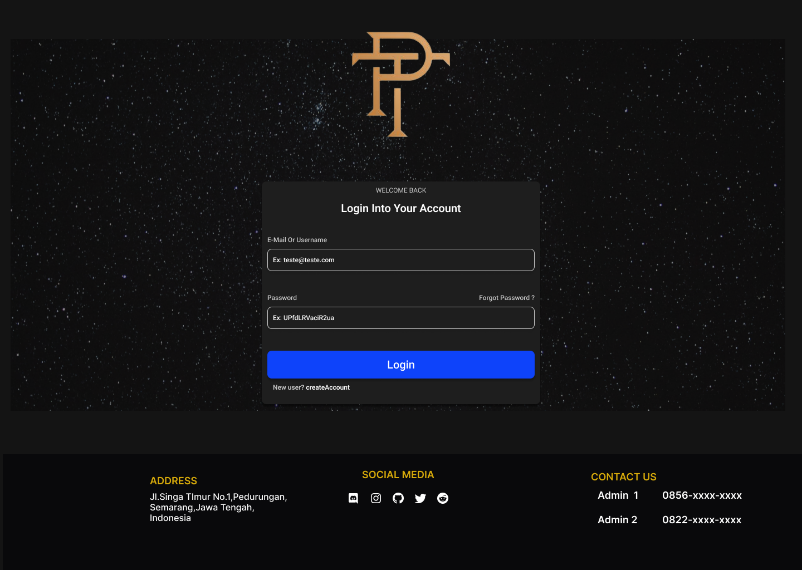 PT
WELCOME BACK
Login Into Your Account
E-Mail Or Username
Ex: teste@teste.com
Password
Forgot Password ?
Ex: UPfdLRVaciR2ua
Login
New user? createAccount
ADDRESS
Jl.Singa TImur No.1,Pedurungan,
Semarang,Jawa Tengah,
Indonesia
SOCIAL MEDIA
CONTACT US
Admin 1 0856-xxxx-xxxx
Admin 2 0822-xxxx-xxxx